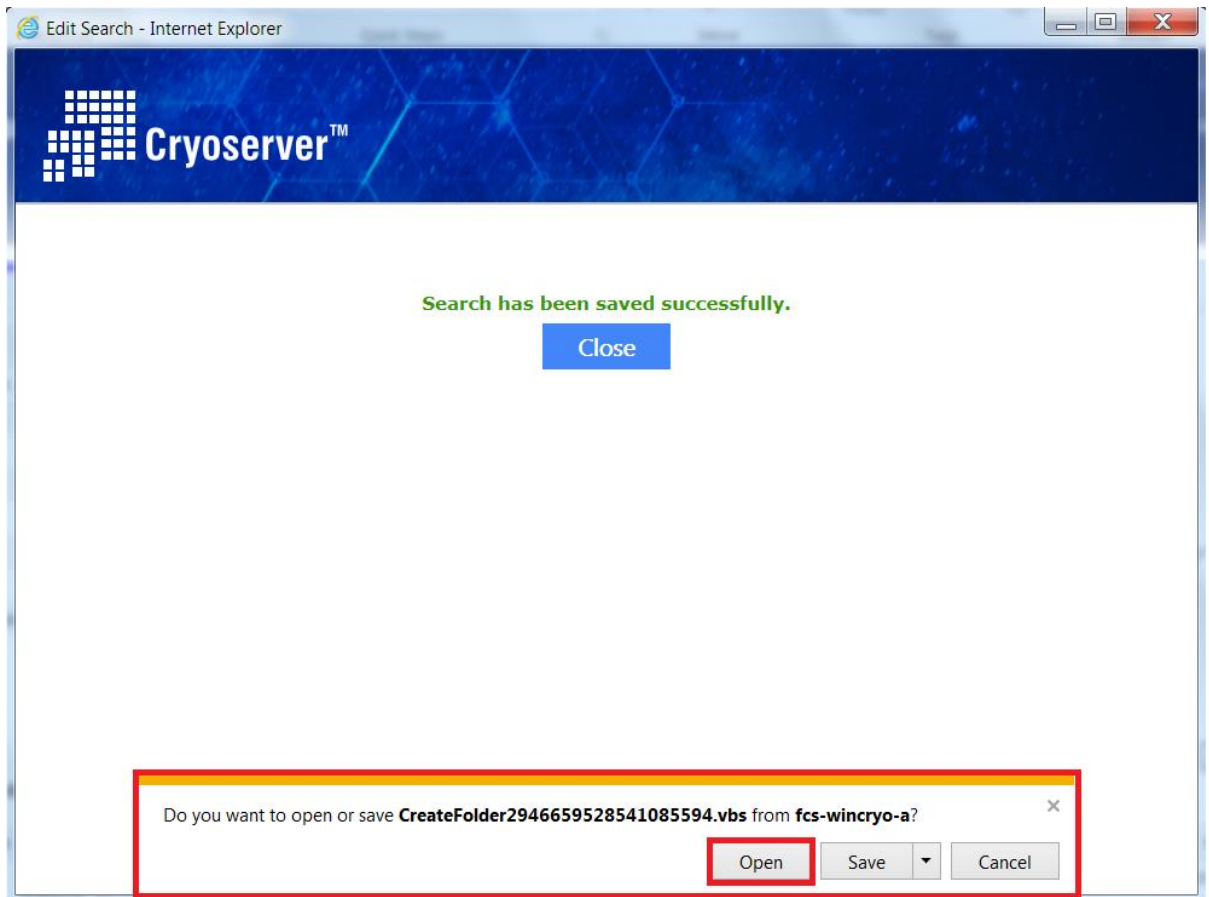 Edit Search - Internet Explorer
Cryoserver™
Search has been saved successfully.
Close
Do you want to open or save CreateFolder2946659528541085594.vbs from fcs-wincryo-a?
Open Save Cancel